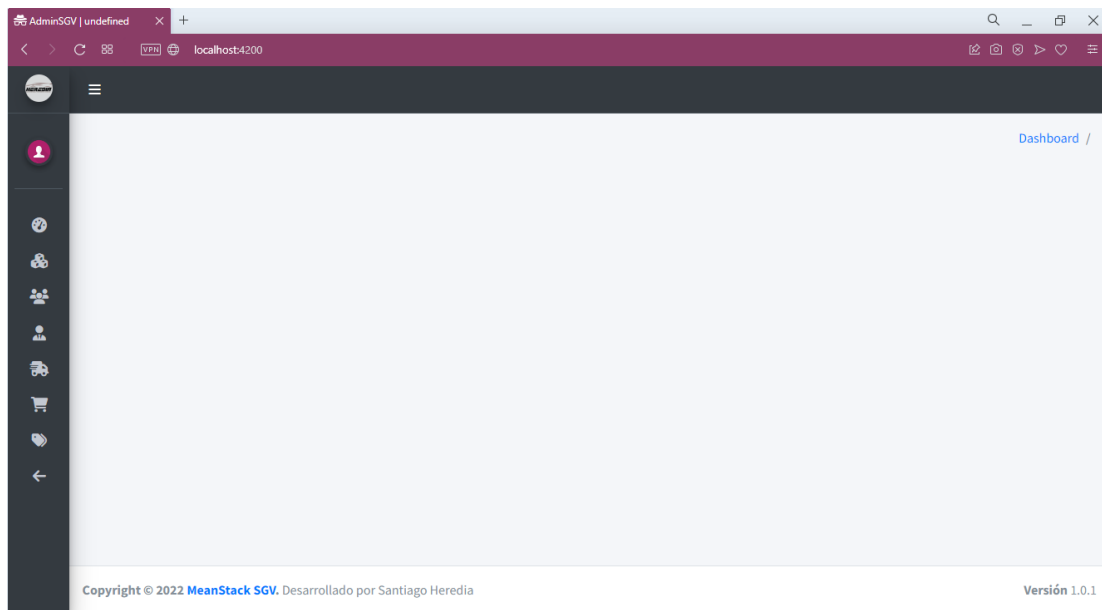 AdminSGV | undefined
VPN localhost:4200
Dashboard /
Copyright © 2022 MeanStack SGV. Desarrollado por Santiago Heredia
Versión 1.0.1